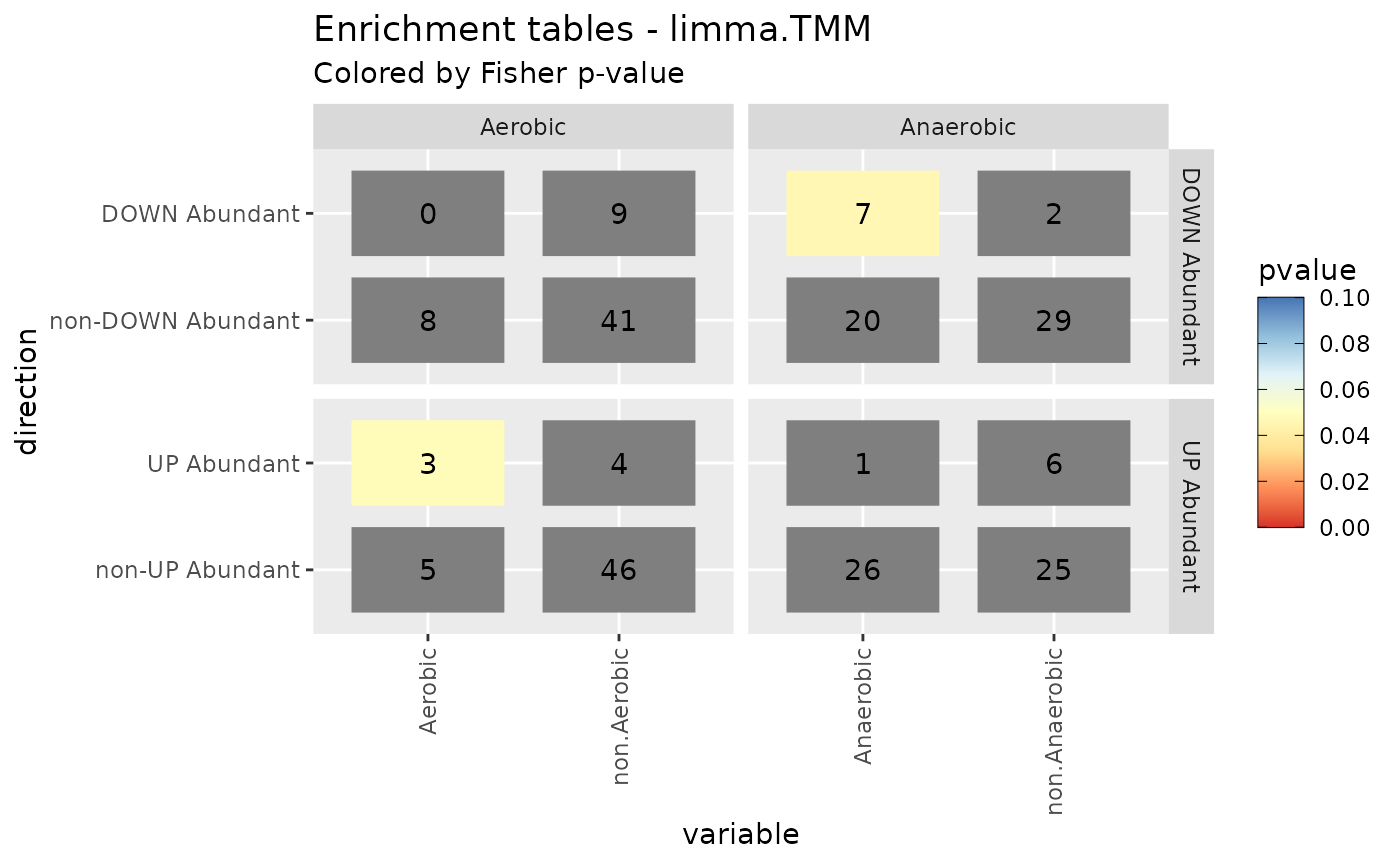 Enrichment tables - limma.TMM
Colored by Fisher p-value
Aerobic
Anaerobic
DOWN Abundant
0
9
7
2
DOWN Abundant
non-DOWN Abundant
8
41
20
29
UP Abundant
3
4
1
6
UP Abundant
non-UP Abundant
5
46
26
25
direction
Aerobic
non.Aerobic
Anaerobic
non.Anaerobic
variable
pvalue
0.10
0.08
0.06
0.04
0.02
0.00